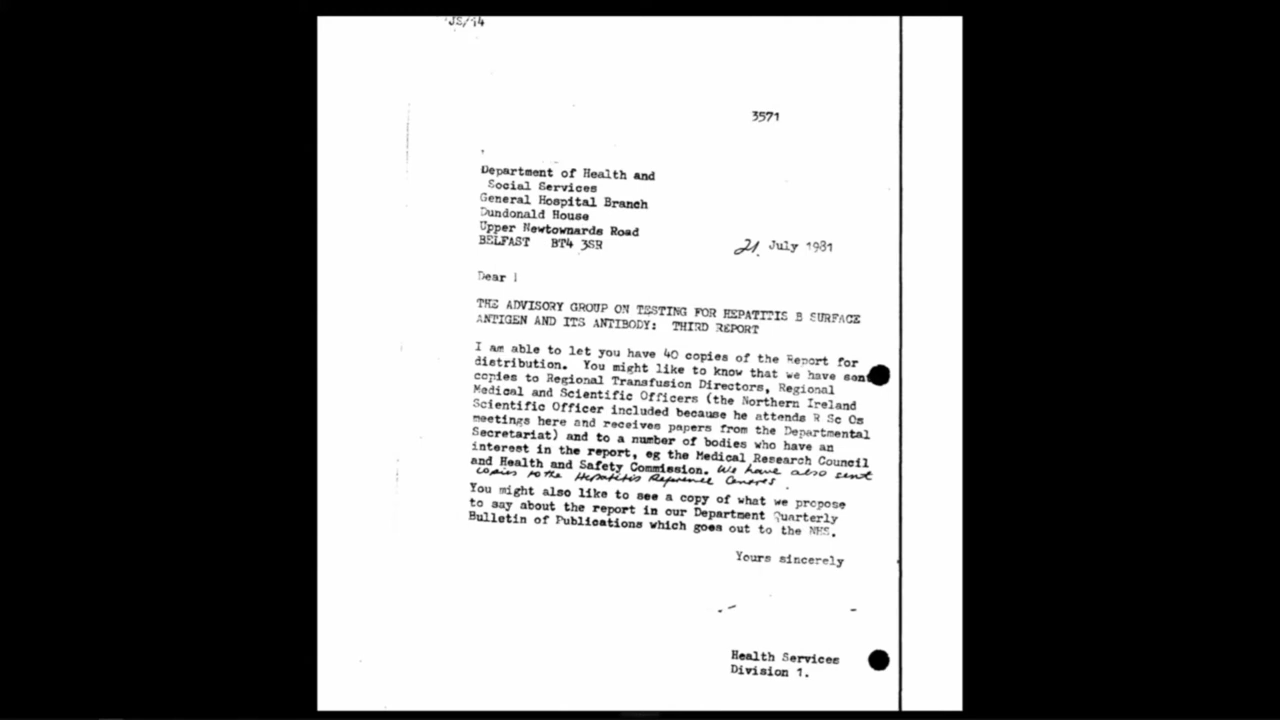 JS/14
3571
Department of Health and
Social Services
General Hospital Branch
Dundonald House
Upper Newtownards Road
BELFAST BT4 3SR
21. July 1981
Dear
THE ADVISORY GROUP ON TESTING FOR HEPATITIS B SURFACE
ANTIGEN AND ITS ANTIBODY: THIRD REPORT
I am able to let you have 40 copies of the Report for
distribution. You might like to know that we have sent
copies to Regional Transfusion Directors, Regional
Medical and Scientific Officers (the Northern Ireland
Scientific Officer included because he attends R Sc Os
meetings here and receives papers from the Departmental
Secretariat) and to a number of bodies who have an
interest in the report, eg the Medical Research Council
and Health and Safety Commission. We have also sent
copies to the Hepatitis Reference Centres.
You might also like to see a copy of what we propose
to say about the report in our Department Quarterly
Bulletin of Publications which goes out to the NHS.
Yours sincerely
Health Services
Division 1.